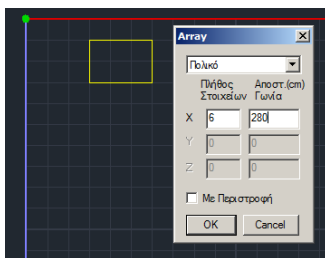 Array
Πολικό
Πλήθος Αποστ.(cm)
Στοιχείων Γωνία
X 6 280
Y 0 0
Z 0 0
Με Περιστροφή
OK Cancel